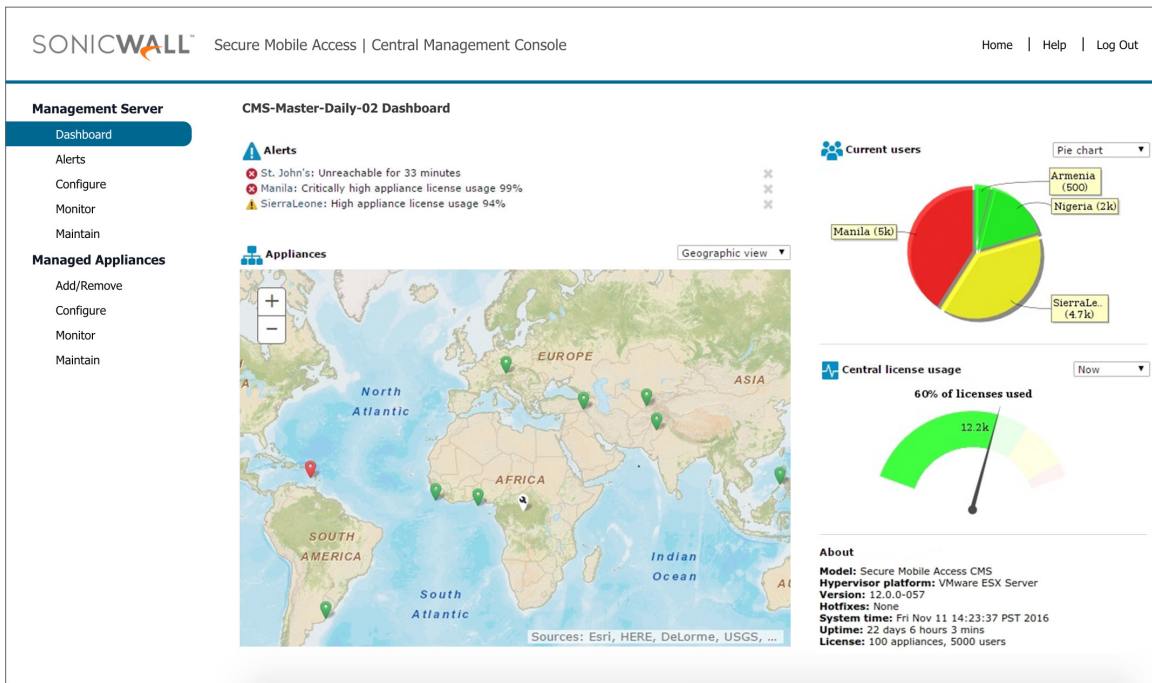 SONICWALL™ Secure Mobile Access | Central Management Console
Home | Help | Log Out
Management Server
Dashboard
Alerts
Configure
Monitor
Maintain
Managed Appliances
Add/Remove
Configure
Monitor
Maintain
CMS-Master-Daily-02 Dashboard
Alerts
St. John's: Unreachable for 33 minutes
Manila: Critically high appliance license usage 99%
SierraLeone: High appliance license usage 94%
Appliances
Geographic view
+
−
EUROPE
ASIA
A
North
Atlantic
AFRICA
SOUTH
AMERICA
Indian
Ocean
South
Atlantic
AU
Sources: Esri, HERE, DeLorme, USGS, ...
Current users
Pie chart
Armenia
(500)
Nigeria (2k)
Manila (5k)
SierraLe..
(4.7k)
Central license usage
Now
60% of licenses used
12.2k
About
Model: Secure Mobile Access CMS
Hypervisor platform: VMware ESX Server
Version: 12.0.0-057
Hotfixes: None
System time: Fri Nov 11 14:23:37 PST 2016
Uptime: 22 days 6 hours 3 mins
License: 100 appliances, 5000 users